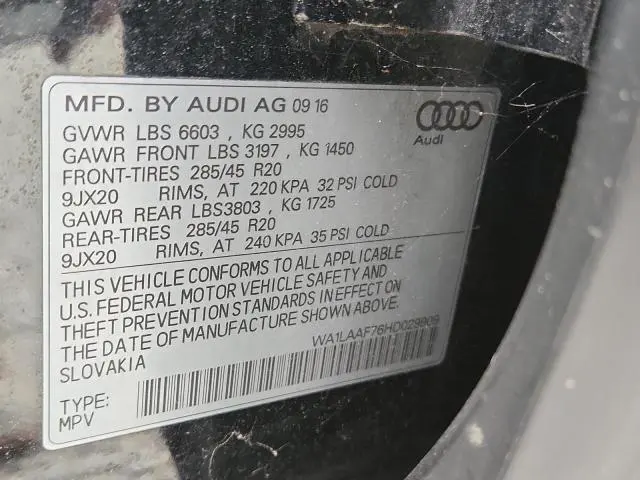 MFD. BY AUDI AG 09 16
Audi
GVWR LBS 6603 , KG 2995
GAWR FRONT LBS 3197 , KG 1450
FRONT-TIRES 285/45 R20
9JX20 RIMS, AT 220 KPA 32 PSI COLD
GAWR REAR LBS3803 , KG 1725
REAR-TIRES 285/45 R20
9JX20 RIMS, AT 240 KPA 35 PSI COLD
THIS VEHICLE CONFORMS TO ALL APPLICABLE
U.S. FEDERAL MOTOR VEHICLE SAFETY AND
THEFT PREVENTION STANDARDS IN EFFECT ON
THE DATE OF MANUFACTURE SHOWN ABOVE.
SLOVAKIA
WA1LAAF76HD029909
TYPE:
MPV